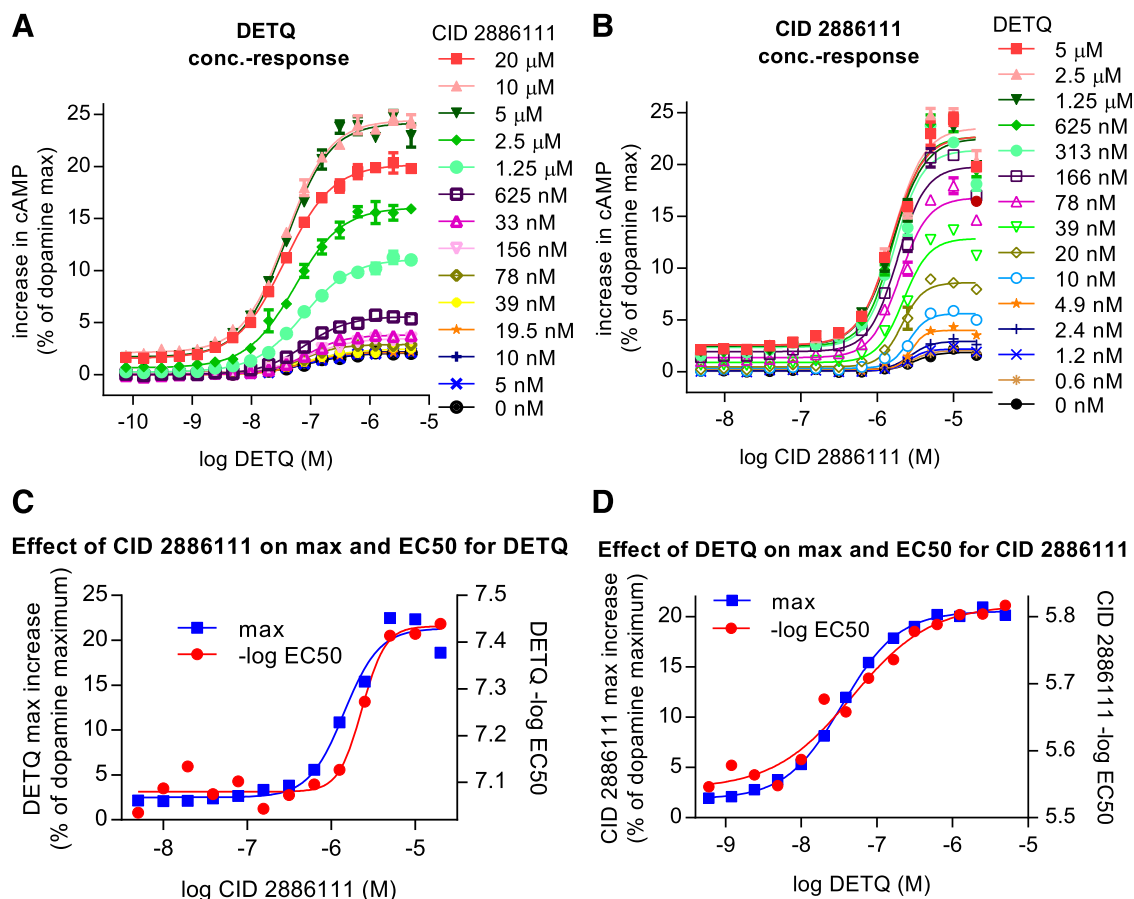 A
DETQ
conc.-response
CID 2886111
20 μM
10 μM
5 μM
2.5 μM
1.25 μM
625 nM
33 nM
156 nM
78 nM
39 nM
19.5 nM
10 nM
5 nM
0 nM
increase in cAMP
(% of dopamine max)
25
20
15
10
5
0
-10 -9 -8 -7 -6 -5
log DETQ (M)
B
CID 2886111
conc.-response
DETQ
5 μM
2.5 μM
1.25 μM
625 nM
313 nM
166 nM
78 nM
39 nM
20 nM
10 nM
4.9 nM
2.4 nM
1.2 nM
0.6 nM
0 nM
increase in cAMP
(% of dopamine max)
25
20
15
10
5
0
-8 -7 -6 -5
log CID 2886111 (M)
C
Effect of CID 2886111 on max and EC50 for DETQ
max
-log EC50
DETQ max increase
(% of dopamine maximum)
25
20
15
10
5
0
7.5
7.4
7.3
7.2
7.1
DETQ -log EC50
-8 -7 -6 -5
log CID 2886111 (M)
D
Effect of DETQ on max and EC50 for CID 2886111
max
-log EC50
CID 2886111 max increase
(% of dopamine maximum)
20
15
10
5
0
5.8
5.7
5.6
5.5
CID 2886111 -log EC50
-9 -8 -7 -6 -5
log DETQ (M)